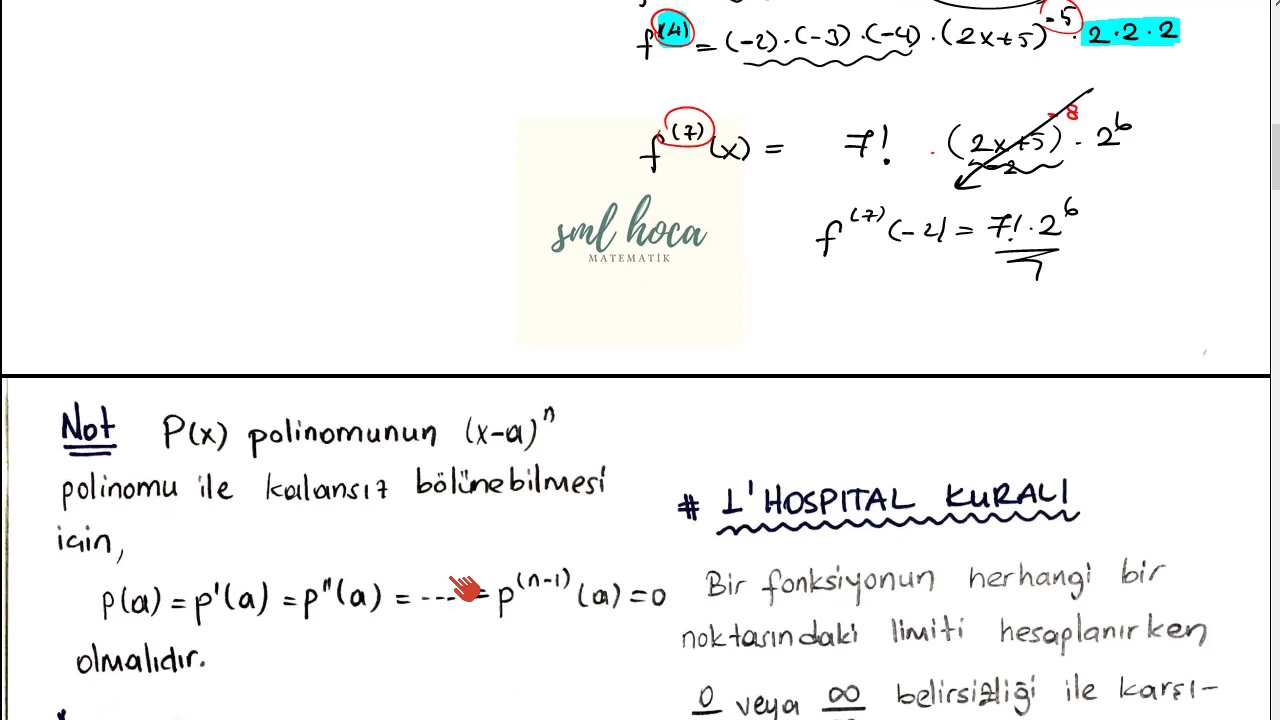 f⁽⁴⁾ = (-2)·(-3)·(-4)·(2x+5)⁻⁵ · 2·2·2
f⁽⁷⁾(x) = 7! · (2x+5)⁻⁸ · 2⁶
-2
f⁽⁷⁾(-2) = 7!·2⁶
sml hoca
MATEMATİK
Not P(x) polinomunun (x-a)ⁿ
polinomu ile kalansız bölünebilmesi
için,
p(a) = p'(a) = p"(a) = ---- = p⁽ⁿ⁻¹⁾(a) = 0
olmalıdır.
# L'HOSPITAL KURALI
Bir fonksiyonun herhangi bir
noktasındaki limiti hesaplanırken
0 veya ∞ belirsizliği ile karşı-